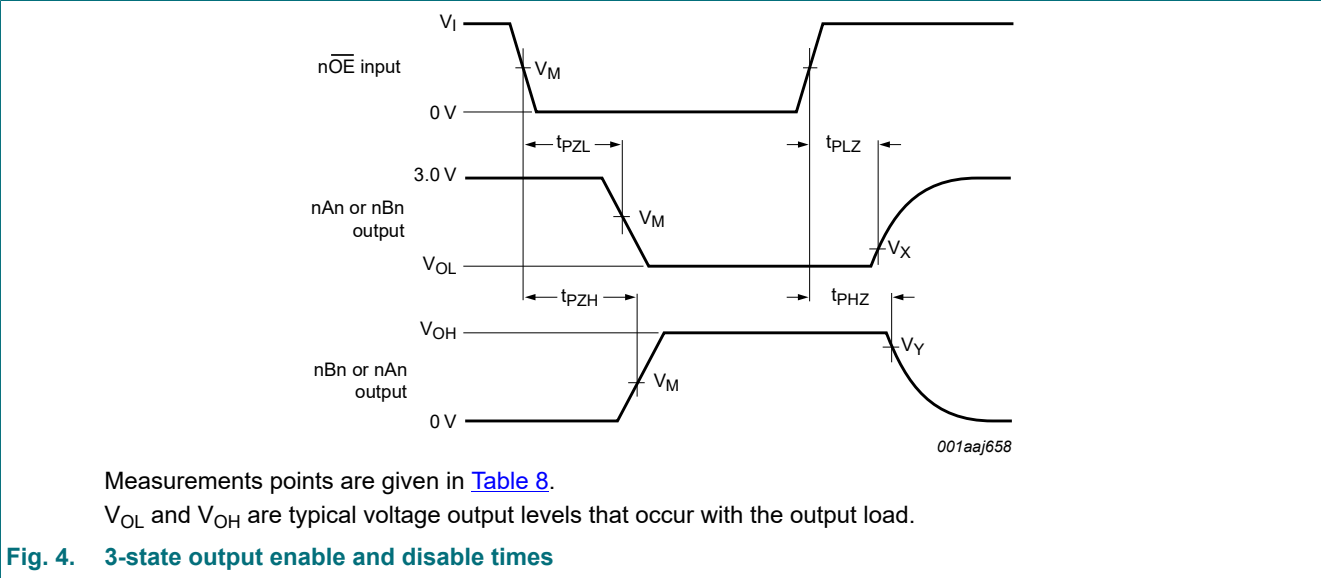 VI
nOE input
VM
0 V
tPZL
tPLZ
3.0 V
nAn or nBn
output
VM
VX
VOL
tPZH
tPHZ
VOH
VY
nBn or nAn
output
VM
0 V
001aaj658
Measurements points are given in Table 8.
VOL and VOH are typical voltage output levels that occur with the output load.
Fig. 4. 3-state output enable and disable times